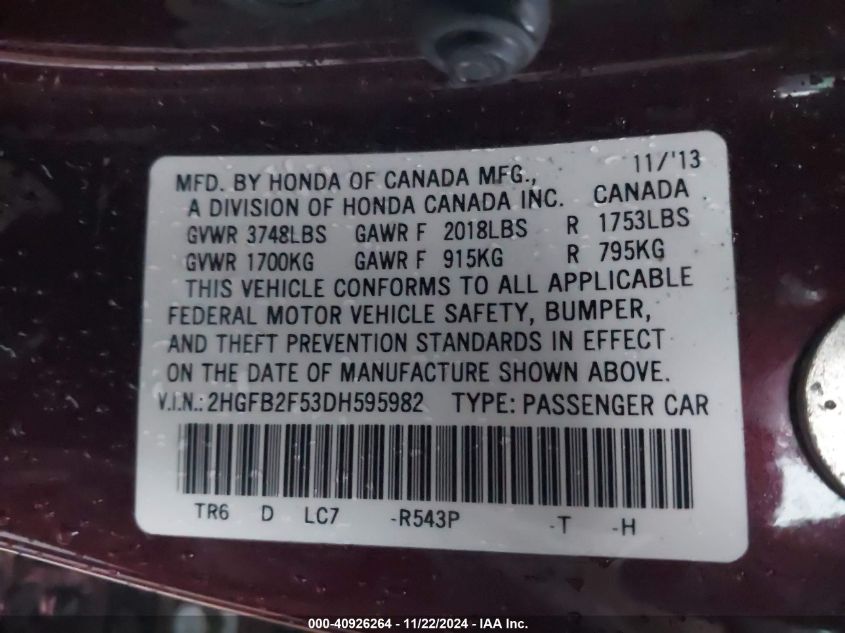 11/'13
MFD. BY HONDA OF CANADA MFG., CANADA
A DIVISION OF HONDA CANADA INC.
GVWR 3748LBS GAWR F 2018LBS R 1753LBS
GVWR 1700KG GAWR F 915KG R 795KG
THIS VEHICLE CONFORMS TO ALL APPLICABLE
FEDERAL MOTOR VEHICLE SAFETY, BUMPER,
AND THEFT PREVENTION STANDARDS IN EFFECT
ON THE DATE OF MANUFACTURE SHOWN ABOVE.
V.I.N.: 2HGFB2F53DH595982 TYPE: PASSENGER CAR
TR6 D LC7 -R543P -T -H
000-40926264 - 11/22/2024 - IAA Inc.